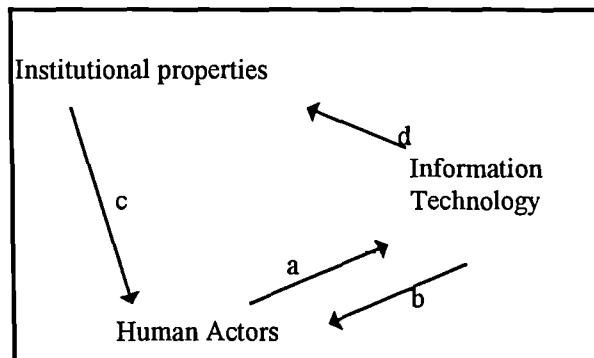 Institutional properties
d
Information
Technology
c
a
b
Human Actors